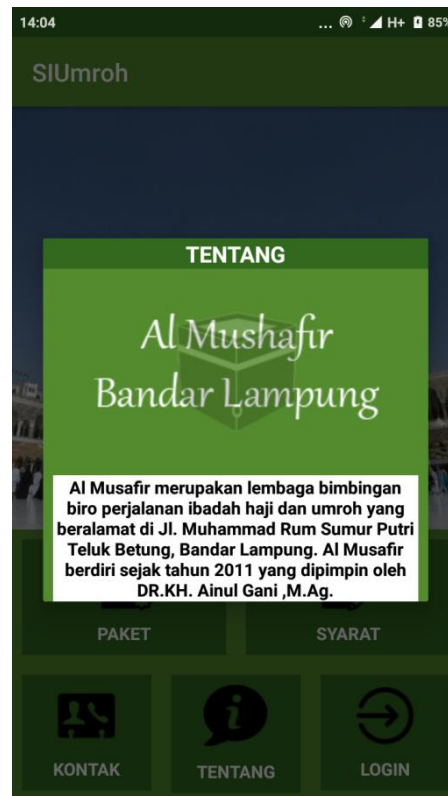 14:04 ... H+ 85%
SIUmroh
TENTANG
Al Mushafir
Bandar Lampung
Al Musafir merupakan lembaga bimbingan
biro perjalanan ibadah haji dan umroh yang
beralamat di Jl. Muhammad Rum Sumur Putri
Teluk Betung, Bandar Lampung. Al Musafir
berdiri sejak tahun 2011 yang dipimpin oleh
DR.KH. Ainul Gani ,M.Ag.
PAKET SYARAT
KONTAK TENTANG LOGIN